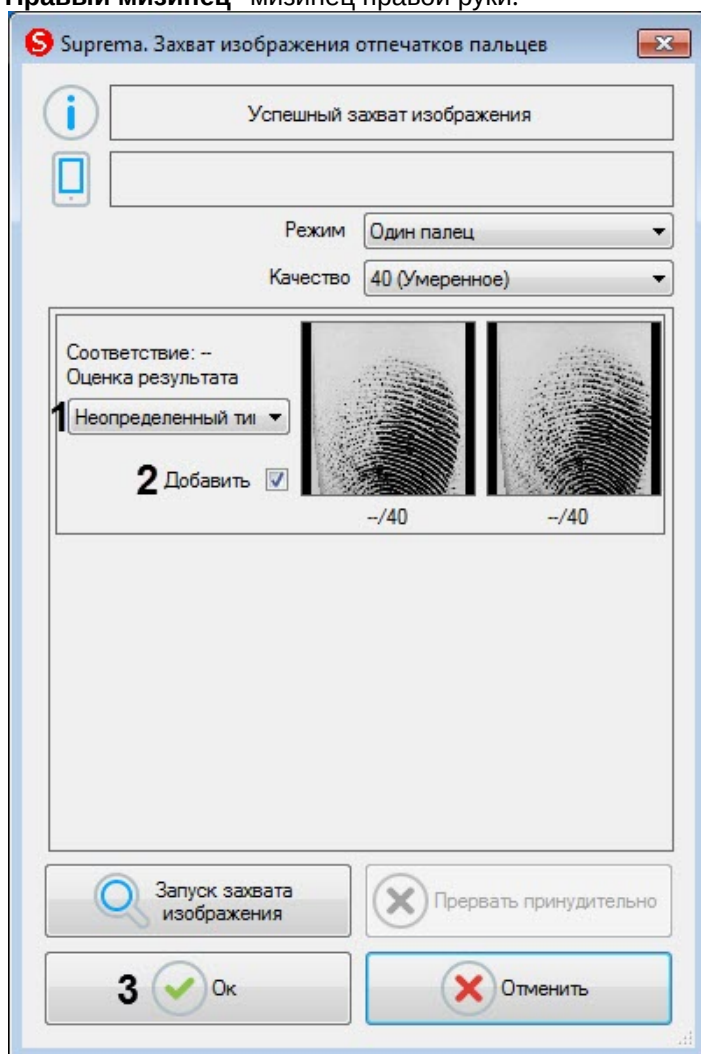 Правый мизинец - мизинец правой руки.
Suprema. Захват изображения отпечатков пальцев
Успешный захват изображения
Режим
Один палец
Качество
40 (Умеренное)
Соответствие: --
Оценка результата
1
Неопределенный тип
2 Добавить
--/40
--/40
Запуск захвата
изображения
Прервать принудительно
3 Ок
Отменить